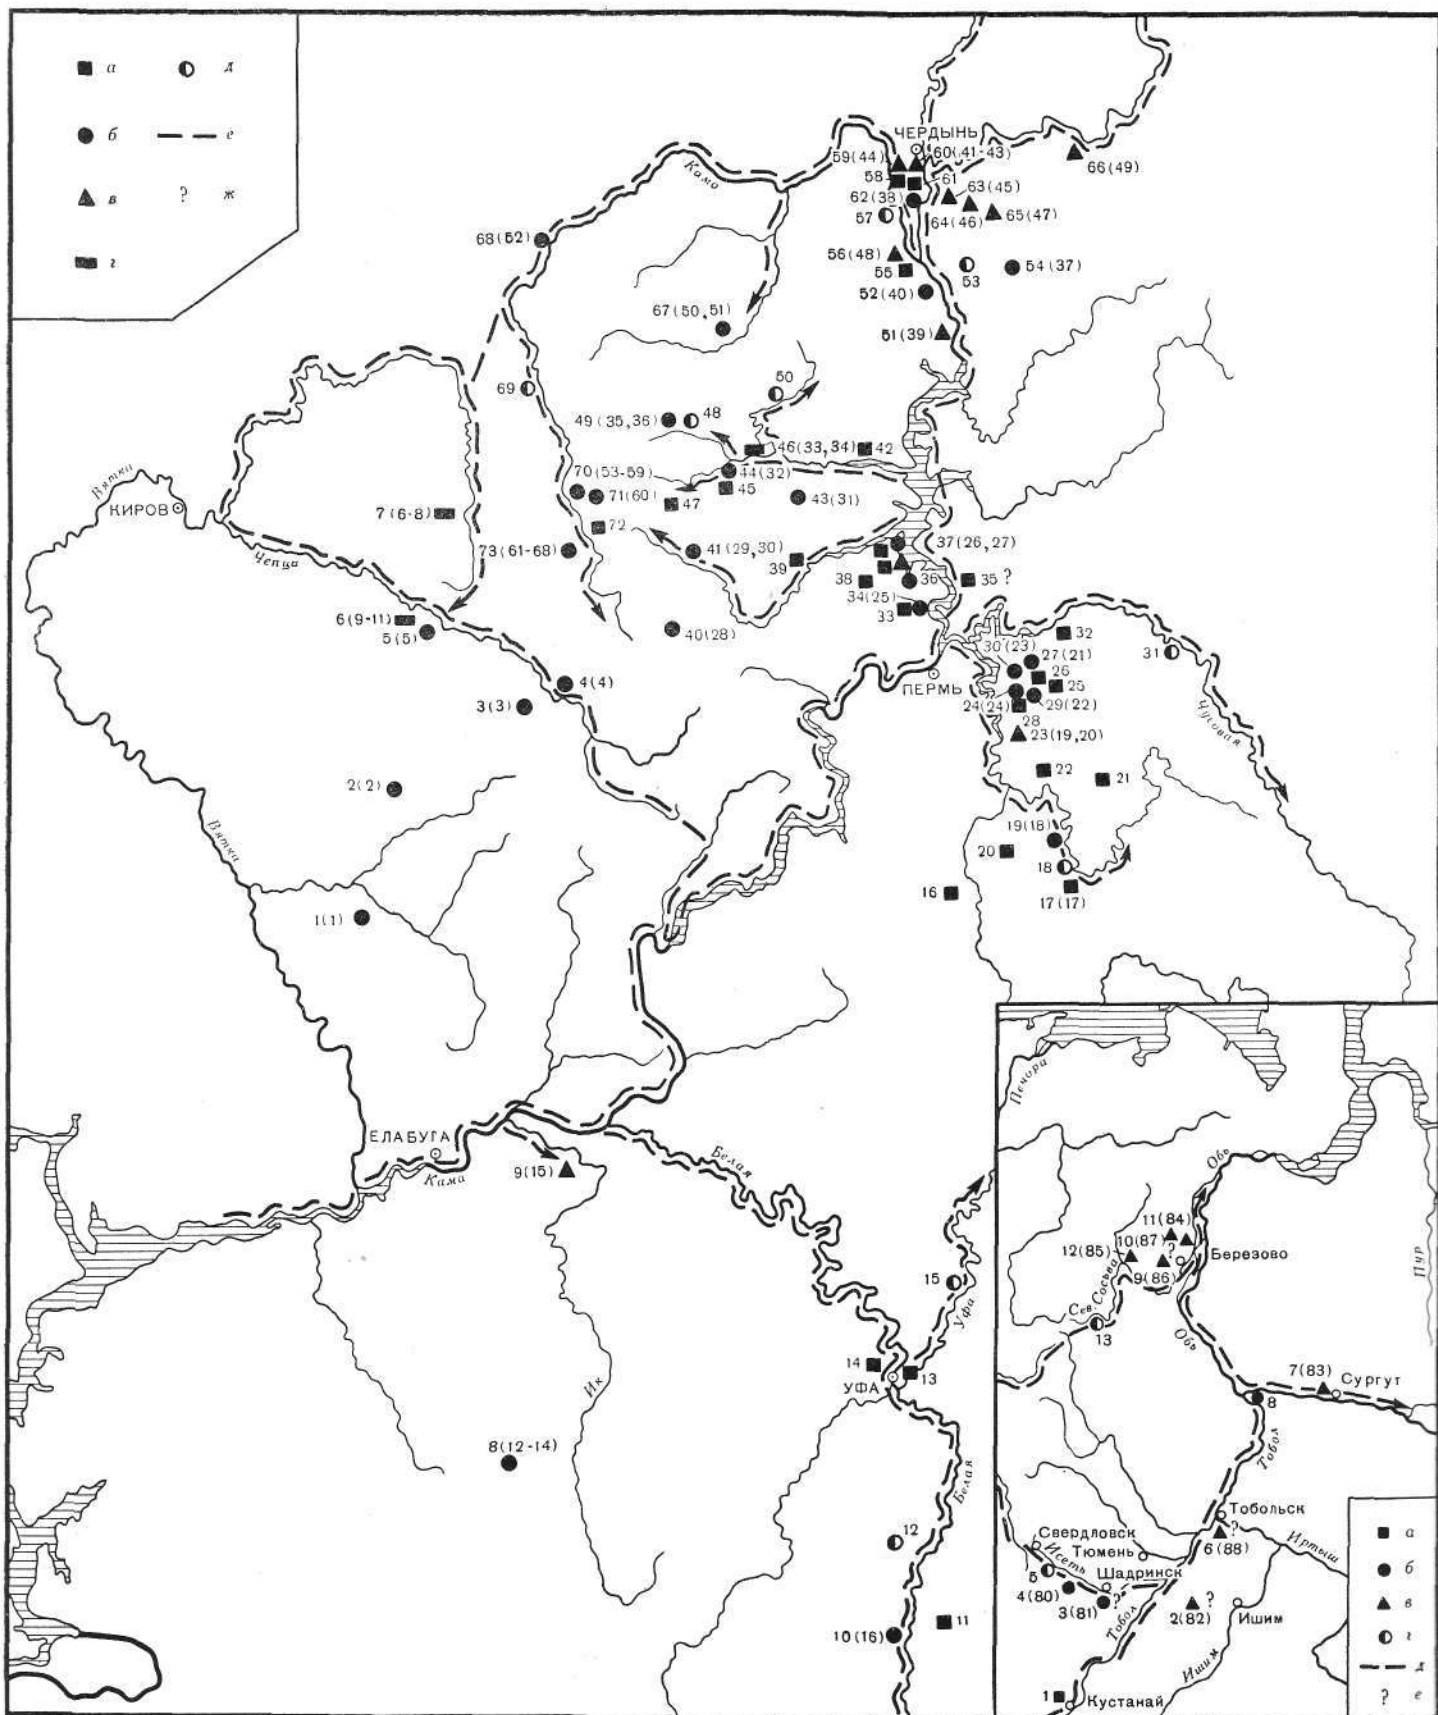 а
д
б
е
в
? ж
г
ЧЕРДЫНЬ
59(44)
60(41-43)
66(49)
58
61
63(45)
62(38)
57
64(46)
65(47)
Кама
68(52)
56(48)
55
53
54(37)
52(40)
67(50, 51)
51(39)
69
50
49(35, 36)
48
46(33, 34)
42
70(53-59)
44(32)
45
71(60)
47
43(31)
Вятка
КИРОВ
7(6-8)
72
Чепца
73(61-68)
41(29, 30)
39
37(26, 27)
38
36
35 ?
34(25)
33
6(9-11)
5(5)
40(28)
32
30(23)
27(21)
31
26
25
ПЕРМЬ
4(4)
3(3)
24(24)
29(22)
28
23(19, 20)
Чусовая
22
21
2(2)
Вятка
19(18)
20
18
16
17(17)
1(1)
ЕЛАБУГА
Кама
9(15)
Белая
15
Уфа
14
13
УФА
Ик
8(12-14)
Белая
12
11
10(16)
Печора
Обь
11(84)
10(87)
?
12(85)
Березово
9(86)
Пур
Сев. Сосьва
13
Обь
7(83)
Сургут
8
Тобол
Тобольск
?
6(88)
Иртыш
Свердловск
Тюмень
Исеть
5
Шадринск
4(80)
3(81)
?
2(82)
?
Ишим
Тобол
Ишим
1
Кустанай
а
б
в
г
д
? е